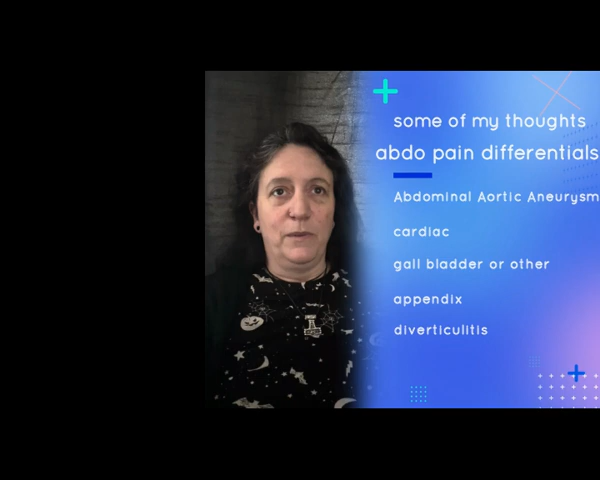 some of my thoughts
abdo pain differentials
Abdominal Aortic Aneurysm
cardiac
gall bladder or other
appendix
diverticulitis